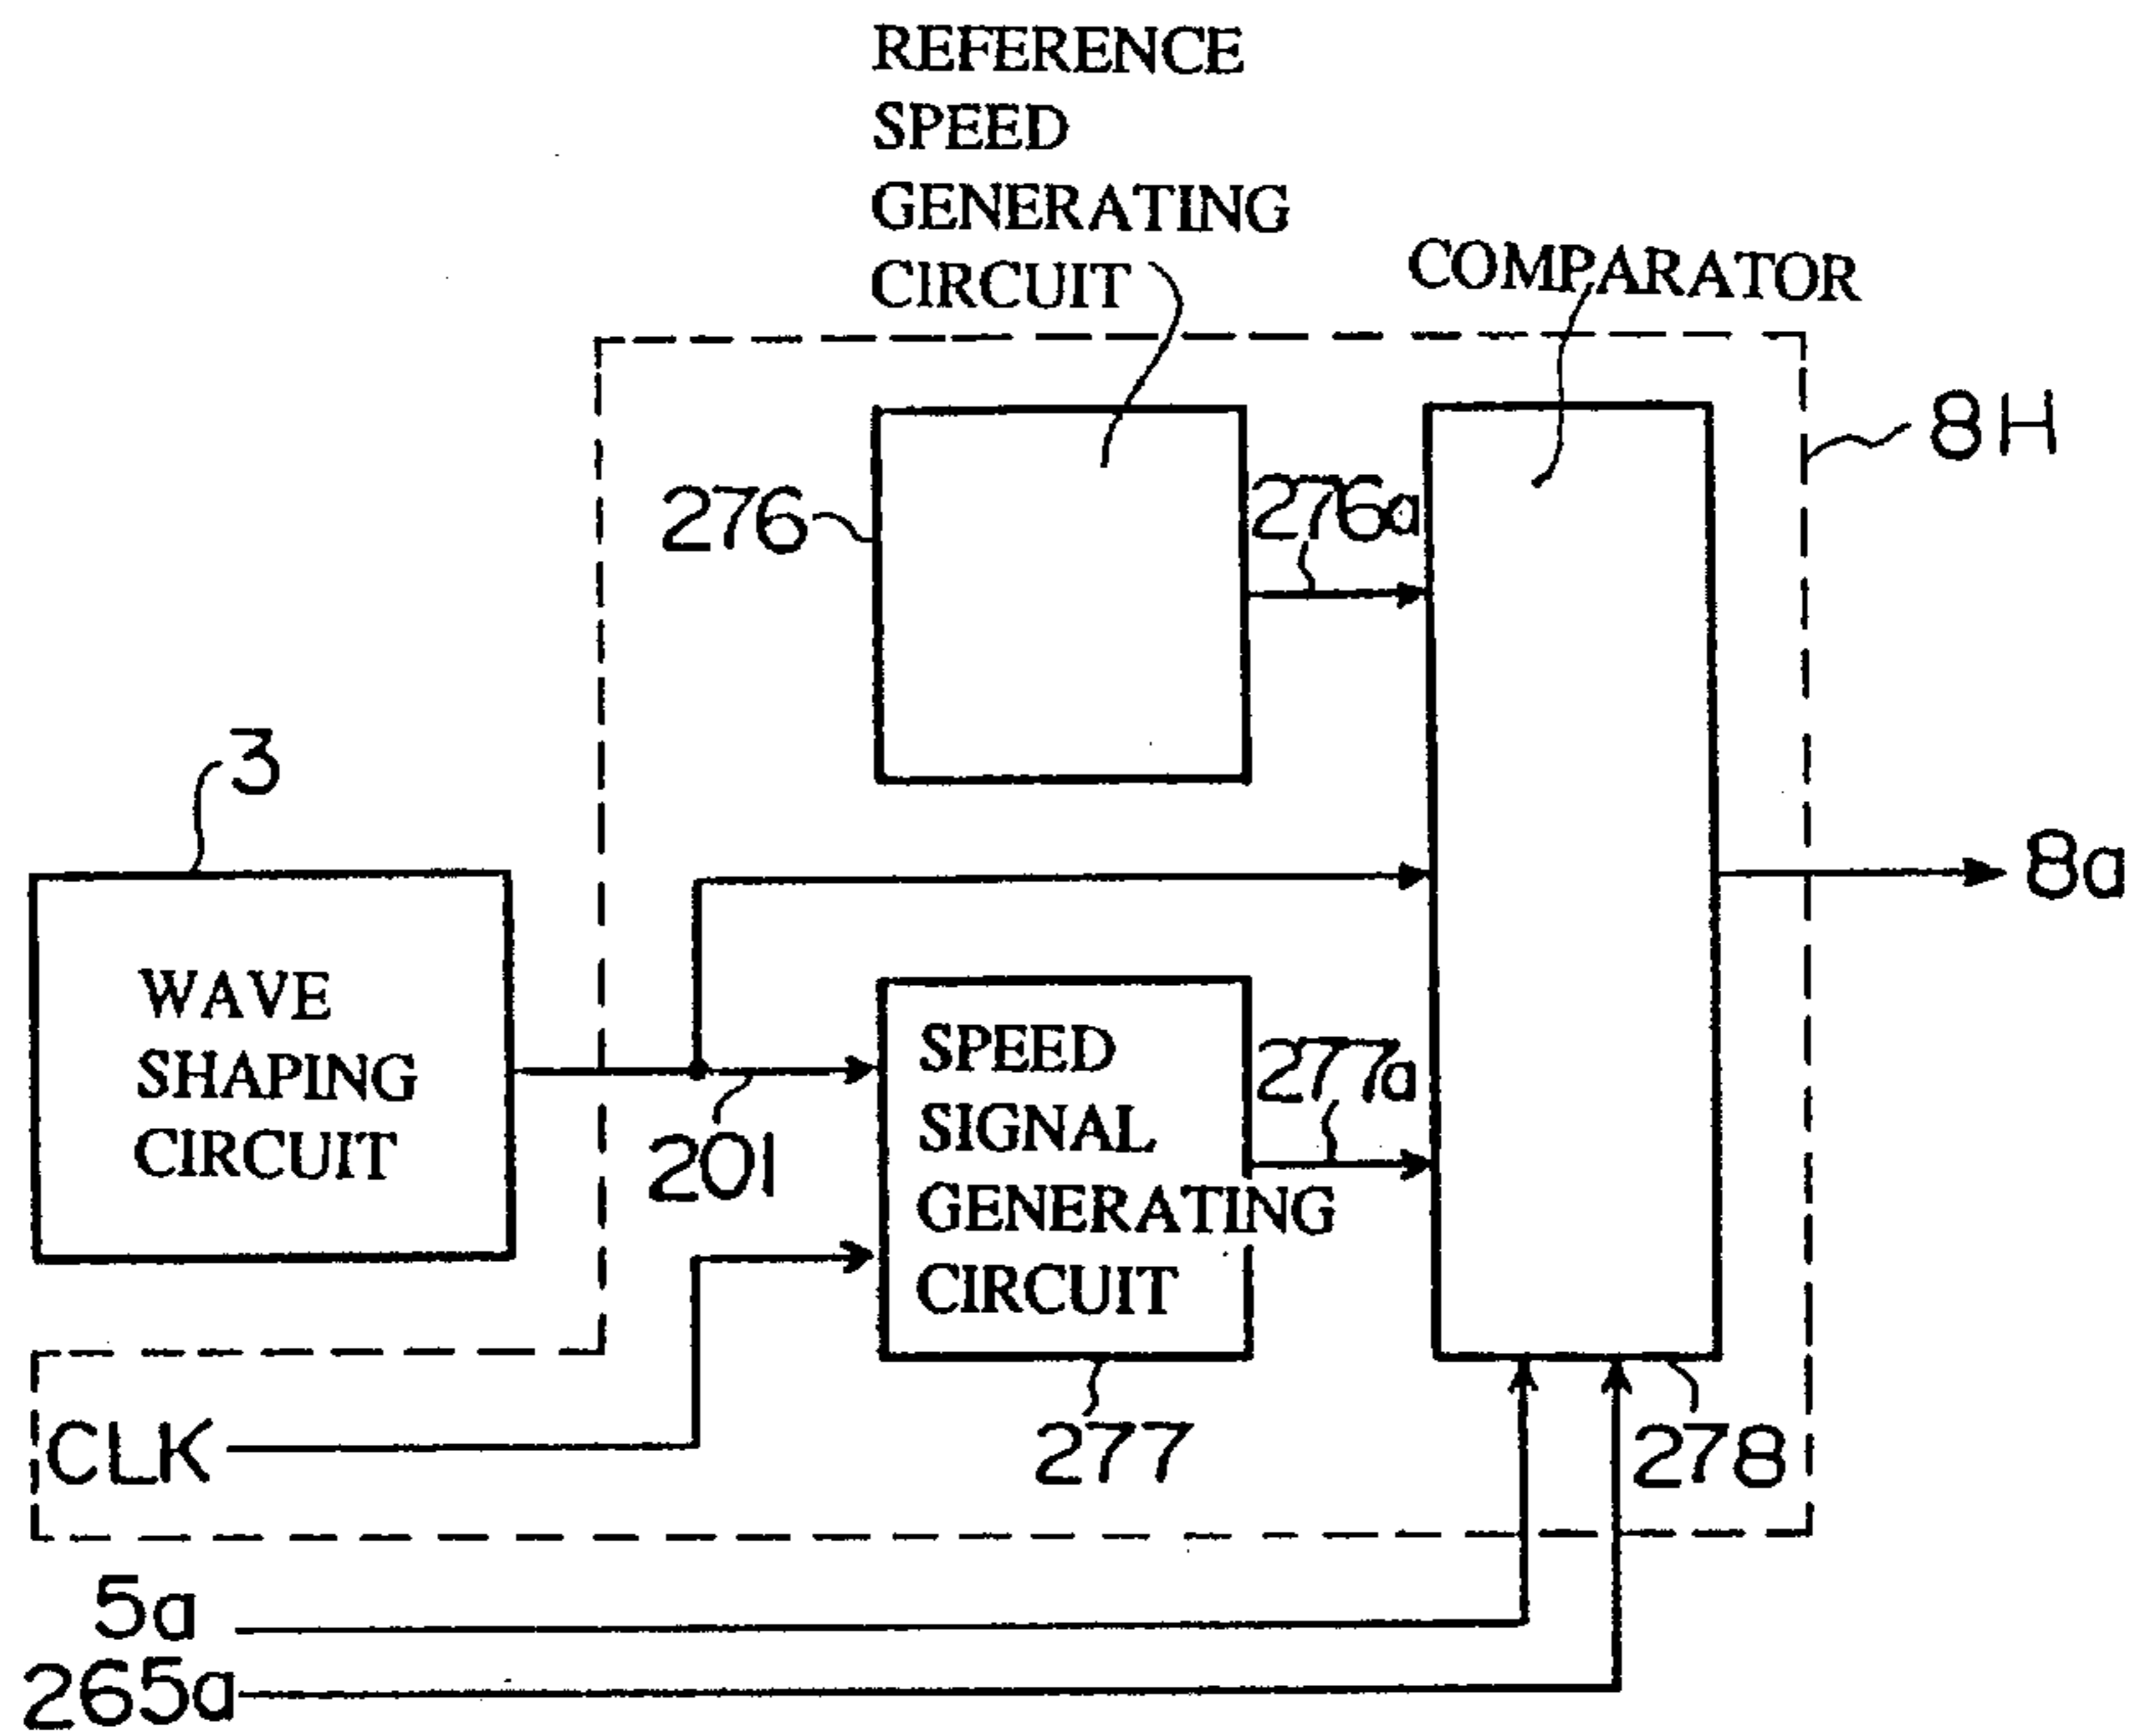 REFERENCE
SPEED
GENERATING
CIRCUIT
COMPARATOR
8H
276
276a
3
8a
WAVE
SHAPING
CIRCUIT
201
SPEED
SIGNAL
GENERATING
CIRCUIT
277a
CLK
277
278
5a
265a